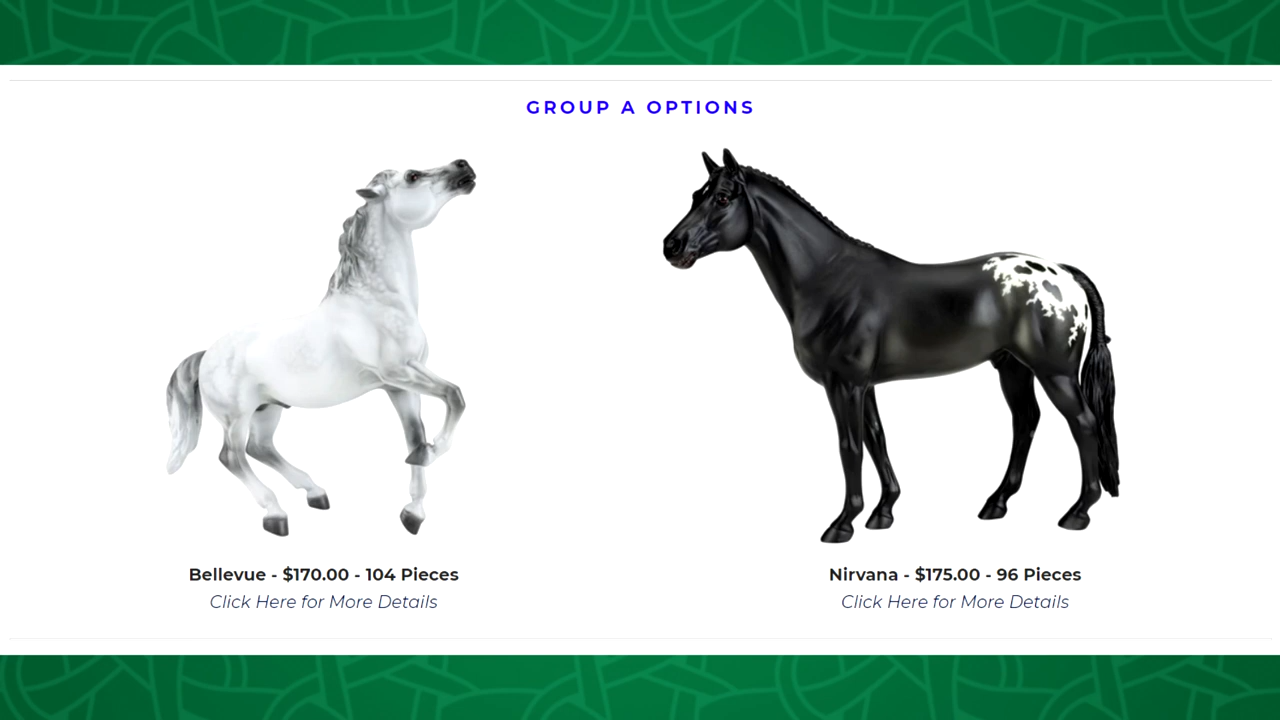 GROUP A OPTIONS
Bellevue - $170.00 - 104 Pieces
Click Here for More Details
Nirvana - $175.00 - 96 Pieces
Click Here for More Details